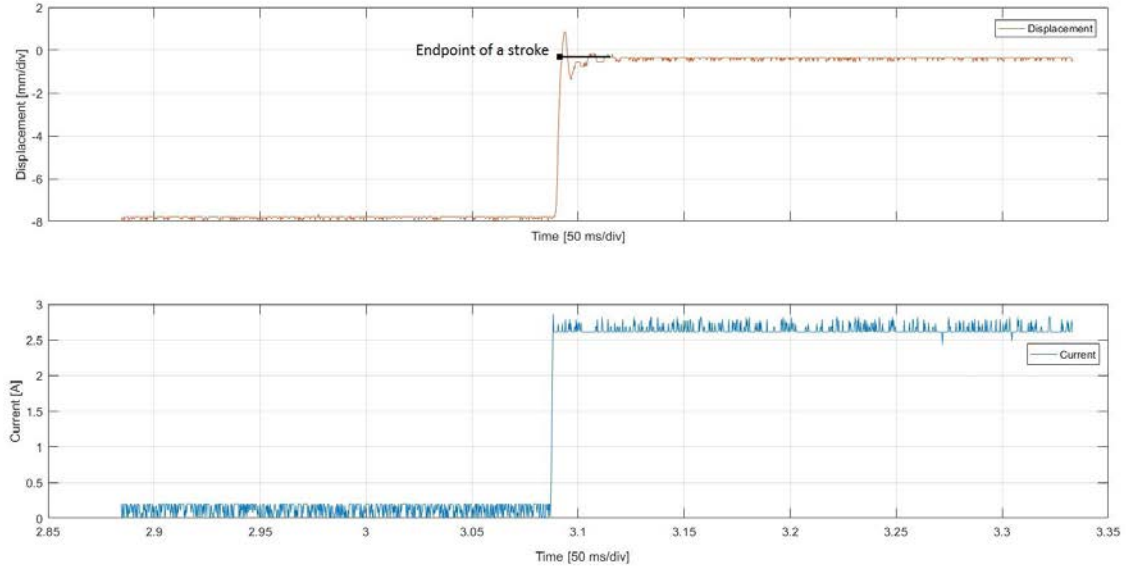 2
Displacement
0
Endpoint of a stroke
-2
-4
-6
-8
Displacement [mm/div]
Time [50 ms/div]
3
2.5
Current
2
1.5
1
0.5
0
Current [A]
2.85 2.9 2.95 3 3.05 3.1 3.15 3.2 3.25 3.3 3.35
Time [50 ms/div]